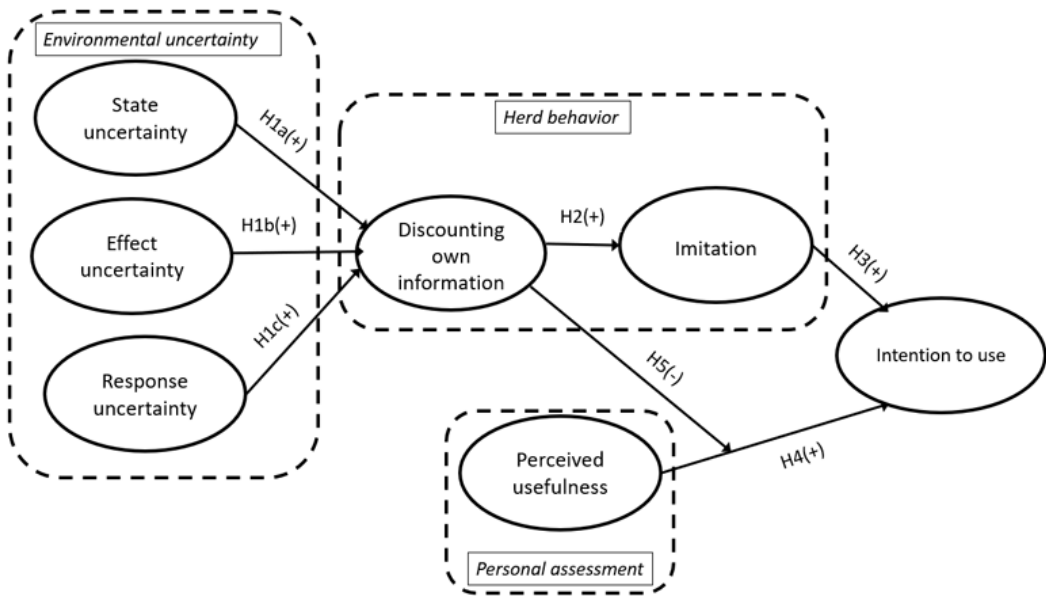 Environmental uncertainty
State
uncertainty
H1a(+)
Herd behavior
Effect
uncertainty
H1b(+)
Discounting
own
information
H2(+)
Imitation
H3(+)
Response
uncertainty
H1c(+)
Intention to use
H5(-)
Perceived
usefulness
H4(+)
Personal assessment